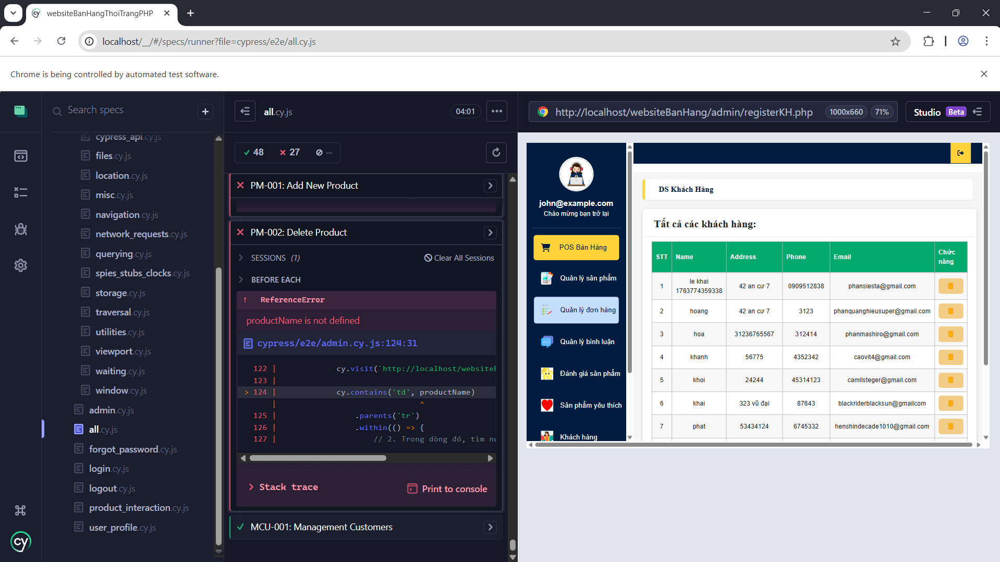 websiteBanHangThoiTrangPHP
localhost/__/#/specs/runner?file=cypress/e2e/all.cy.js
Chrome is being controlled by automated test software.
Search specs
cypress_api.cy.js
files.cy.js
location.cy.js
misc.cy.js
navigation.cy.js
network_requests.cy.js
querying.cy.js
spies_stubs_clocks.cy.js
storage.cy.js
traversal.cy.js
utilities.cy.js
viewport.cy.js
waiting.cy.js
window.cy.js
admin.cy.js
all.cy.js
forgot_password.cy.js
login.cy.js
logout.cy.js
product_interaction.cy.js
user_profile.cy.js
cy
all.cy.js
04:01
48 27 --
PM-001: Add New Product
PM-002: Delete Product
SESSIONS (1) Clear All Sessions
BEFORE EACH
! ReferenceError
productName is not defined
cypress/e2e/admin.cy.js:124:31
122 | cy.visit(`http://localhost/website
123 |
> 124 | cy.contains('td', productName)
| ^
125 | .parents('tr')
126 | .within(() => {
127 | // 2. Trong dòng đó, tìm
> Stack trace Print to console
MCU-001: Management Customers
http://localhost/websiteBanHang/admin/registerKH.php 1000x660 71%
Studio Beta
john@example.com
Chào mừng bạn trở lại
POS Bán Hàng
Quản lý sản phẩm
Quản lý đơn hàng
Quản lý bình luận
Đánh giá sản phẩm
Sản phẩm yêu thích
Khách hàng
DS Khách Hàng
Tất cả các khách hàng:
STT Name Address Phone Email Chức năng
1 le khai 1763774359338 42 an cư 7 0909512838 phansiesta@gmail.com
2 hoang 42 an cư 7 3123 phanquanghieusuper@gmail.com
3 hoa 31236765567 312414 phanmashiro@gmail.com
4 khanh 56775 4352342 caovit4@gmail.com
5 khoi 24244 45314123 camilsteger@gmail.com
6 khai 323 vũ đại 87643 blackriderblacksun@gmailcom
7 phat 53434124 6745332 henshindecade1010@gmail.com